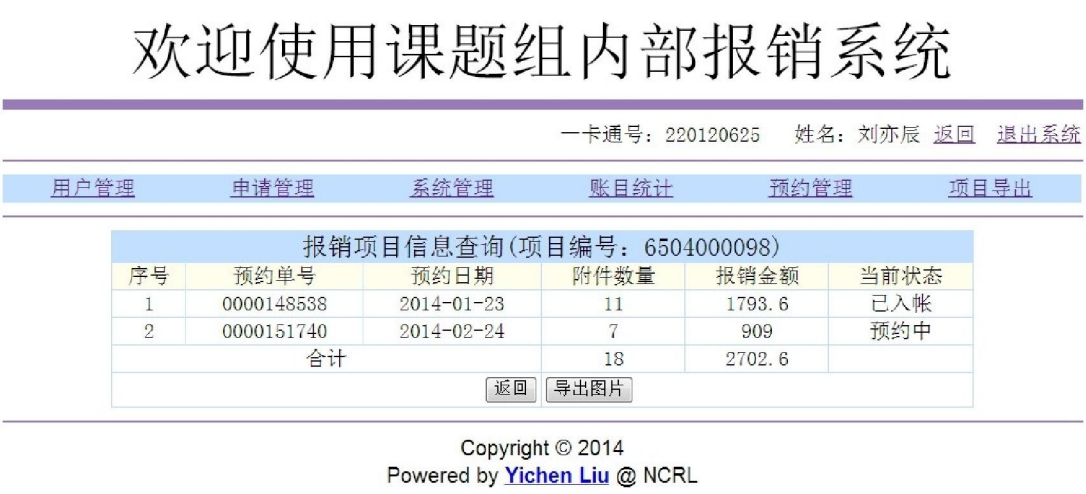 欢迎使用课题组内部报销系统
一卡通号：220120625 姓名：刘亦辰 返回 退出系统
用户管理 申请管理 系统管理 账目统计 预约管理 项目导出
报销项目信息查询(项目编号：6504000098)
序号 预约单号 预约日期 附件数量 报销金额 当前状态
1 0000148538 2014-01-23 11 1793.6 已入帐
2 0000151740 2014-02-24 7 909 预约中
合计 18 2702.6
返回 导出图片
Copyright © 2014
Powered by Yichen Liu @ NCRL